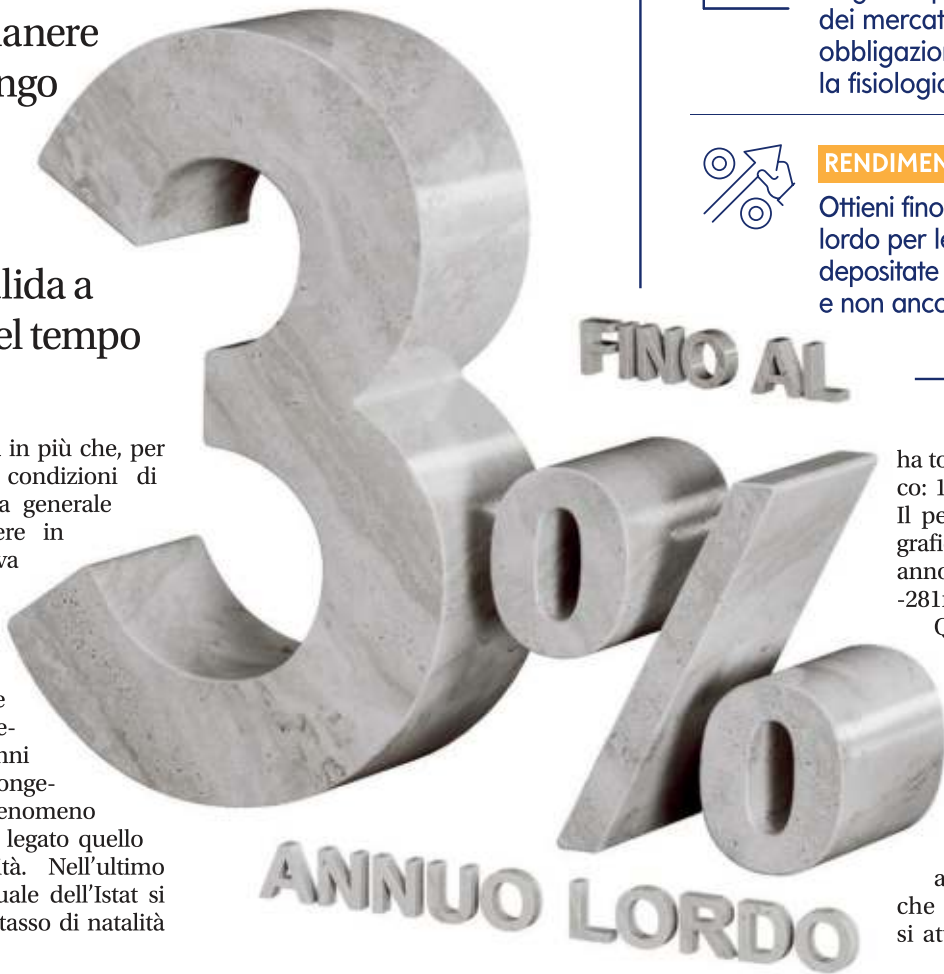 anere
ngo
lida a
el tempo
in più che, per
condizioni di
a generale
ere in
va
e
e-
nni
onge-
enomeno
legato quello
ità. Nell'ultimo
uale dell'Istat si
tasso di natalità
3%
FINO AL
ANNUO LORDO
dei mercat
obbligazion
la fisiologic
RENDIMEN
Ottieni fino
lordo per le
depositate
e non anco
ha to
co: 1
Il pe
grafi
anno
-281
Q
a
che
si at